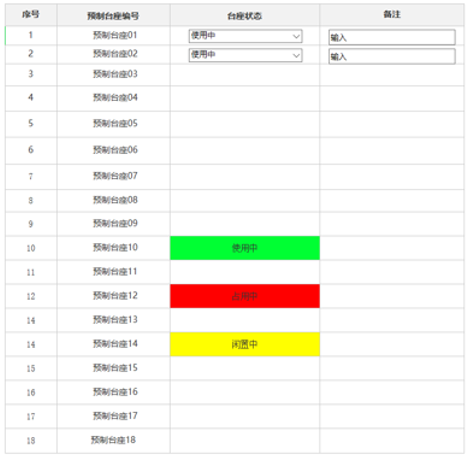 序号 预制台座编号 台座状态 备注
1 预制台座01 使用中 输入
2 预制台座02 使用中 输入
3 预制台座03
4 预制台座04
5 预制台座05
6 预制台座06
7 预制台座07
8 预制台座08
9 预制台座09
10 预制台座10 使用中
11 预制台座11
12 预制台座12 占用中
14 预制台座13
14 预制台座14 闲置中
15 预制台座15
16 预制台座16
17 预制台座17
18 预制台座18